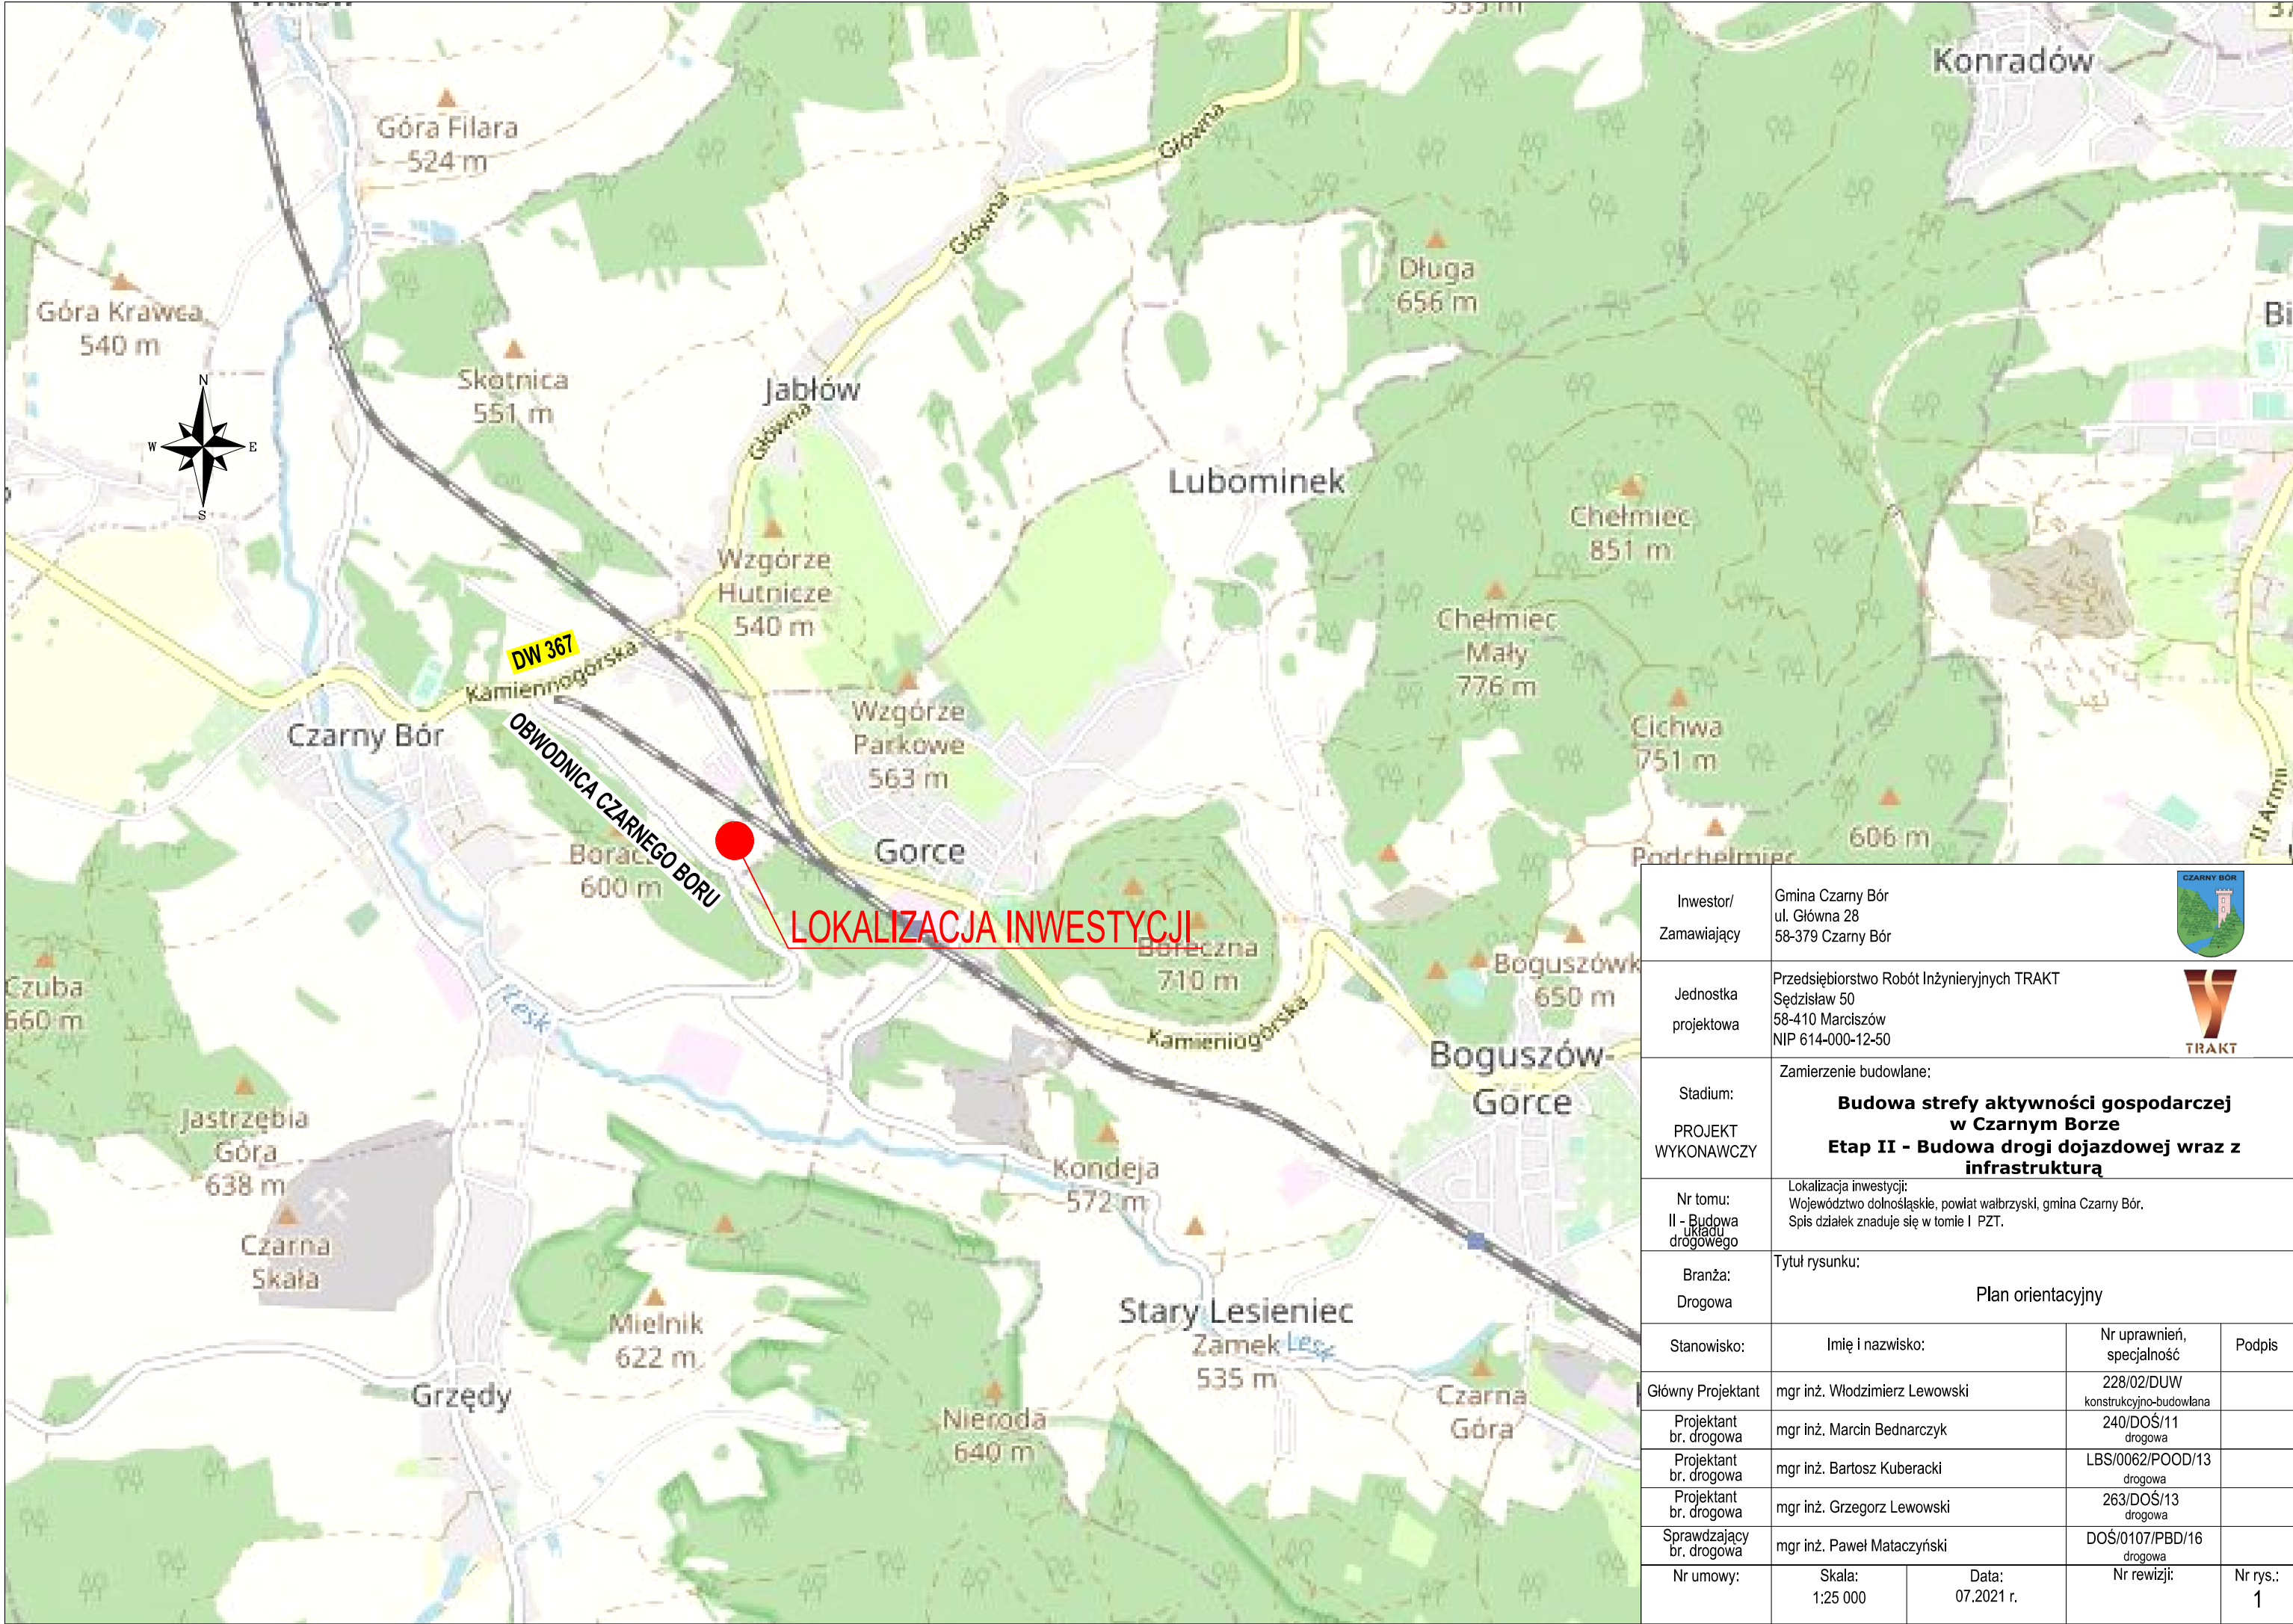 Konradów
Góra Filara
524 m
Główna
Główna
Długa
656 m
Góra Krawca
540 m
Skotnica
551 m
Jabłów
Główna
N
W
E
S
Lubominek
Chełmiec
851 m
Wzgórze
Hutnicze
540 m
Chełmiec
Mały
776 m
DW 367
Kamiennogórska
Czarny Bór
OBWODNICA CZARNEGO BORU
Wzgórze
Parkowe
563 m
Cichwa
751 m
606 m
II Armii
Gorce
600 m
Podchełmiec
LOKALIZACJA INWESTYCJI
Boreczna
710 m
Boguszówk
650 m
Czuba
660 m
Lesk
Kamieniogórska
Boguszów-
Gorce
Jastrzębia
Góra
638 m
Kondeja
572 m
Czarna
Skała
Mielnik
622 m
Stary Lesieniec
Zamek
535 m
Lesk
Grzędy
Nieroda
640 m
Czarna
Góra
Inwestor/
Zamawiający
Gmina Czarny Bór
ul. Główna 28
58-379 Czarny Bór
CZARNY BÓR
Jednostka
projektowa
Przedsiębiorstwo Robót Inżynieryjnych TRAKT
Sędzisław 50
58-410 Marciszów
NIP 614-000-12-50
TRAKT
Stadium:
PROJEKT
WYKONAWCZY
Zamierzenie budowlane:
Budowa strefy aktywności gospodarczej
w Czarnym Borze
Etap II - Budowa drogi dojazdowej wraz z
infrastrukturą
Nr tomu:
II - Budowa
układu
drogowego
Lokalizacja inwestycji:
Województwo dolnośląskie, powiat wałbrzyski, gmina Czarny Bór.
Spis działek znaduje się w tomie I PZT.
Branża:
Drogowa
Tytuł rysunku:
Plan orientacyjny
Stanowisko:
Imię i nazwisko:
Nr uprawnień,
specjalność
Podpis
Główny Projektant
mgr inż. Włodzimierz Lewowski
228/02/DUW
konstrukcyjno-budowlana
Projektant
br. drogowa
mgr inż. Marcin Bednarczyk
240/DOŚ/11
drogowa
Projektant
br. drogowa
mgr inż. Bartosz Kuberacki
LBS/0062/POOD/13
drogowa
Projektant
br. drogowa
mgr inż. Grzegorz Lewowski
263/DOŚ/13
drogowa
Sprawdzający
br. drogowa
mgr inż. Paweł Mataczyński
DOŚ/0107/PBD/16
drogowa
Nr umowy:
Skala:
1:25 000
Data:
07.2021 r.
Nr rewizji:
Nr rys.:
1